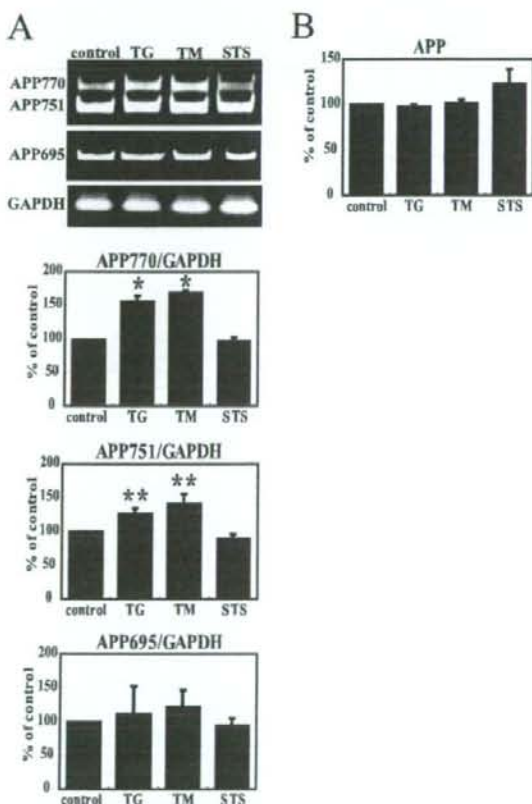 A
control TG TM STS
APP770
APP751
APP695
GAPDH
APP770/GAPDH
% of control
200
150
100
50
0
* *
control TG TM STS
APP751/GAPDH
% of control
200
150
100
50
0
** **
control TG TM STS
APP695/GAPDH
% of control
200
150
100
50
0
control TG TM STS
B
APP
% of control
150
100
50
0
control TG TM STS